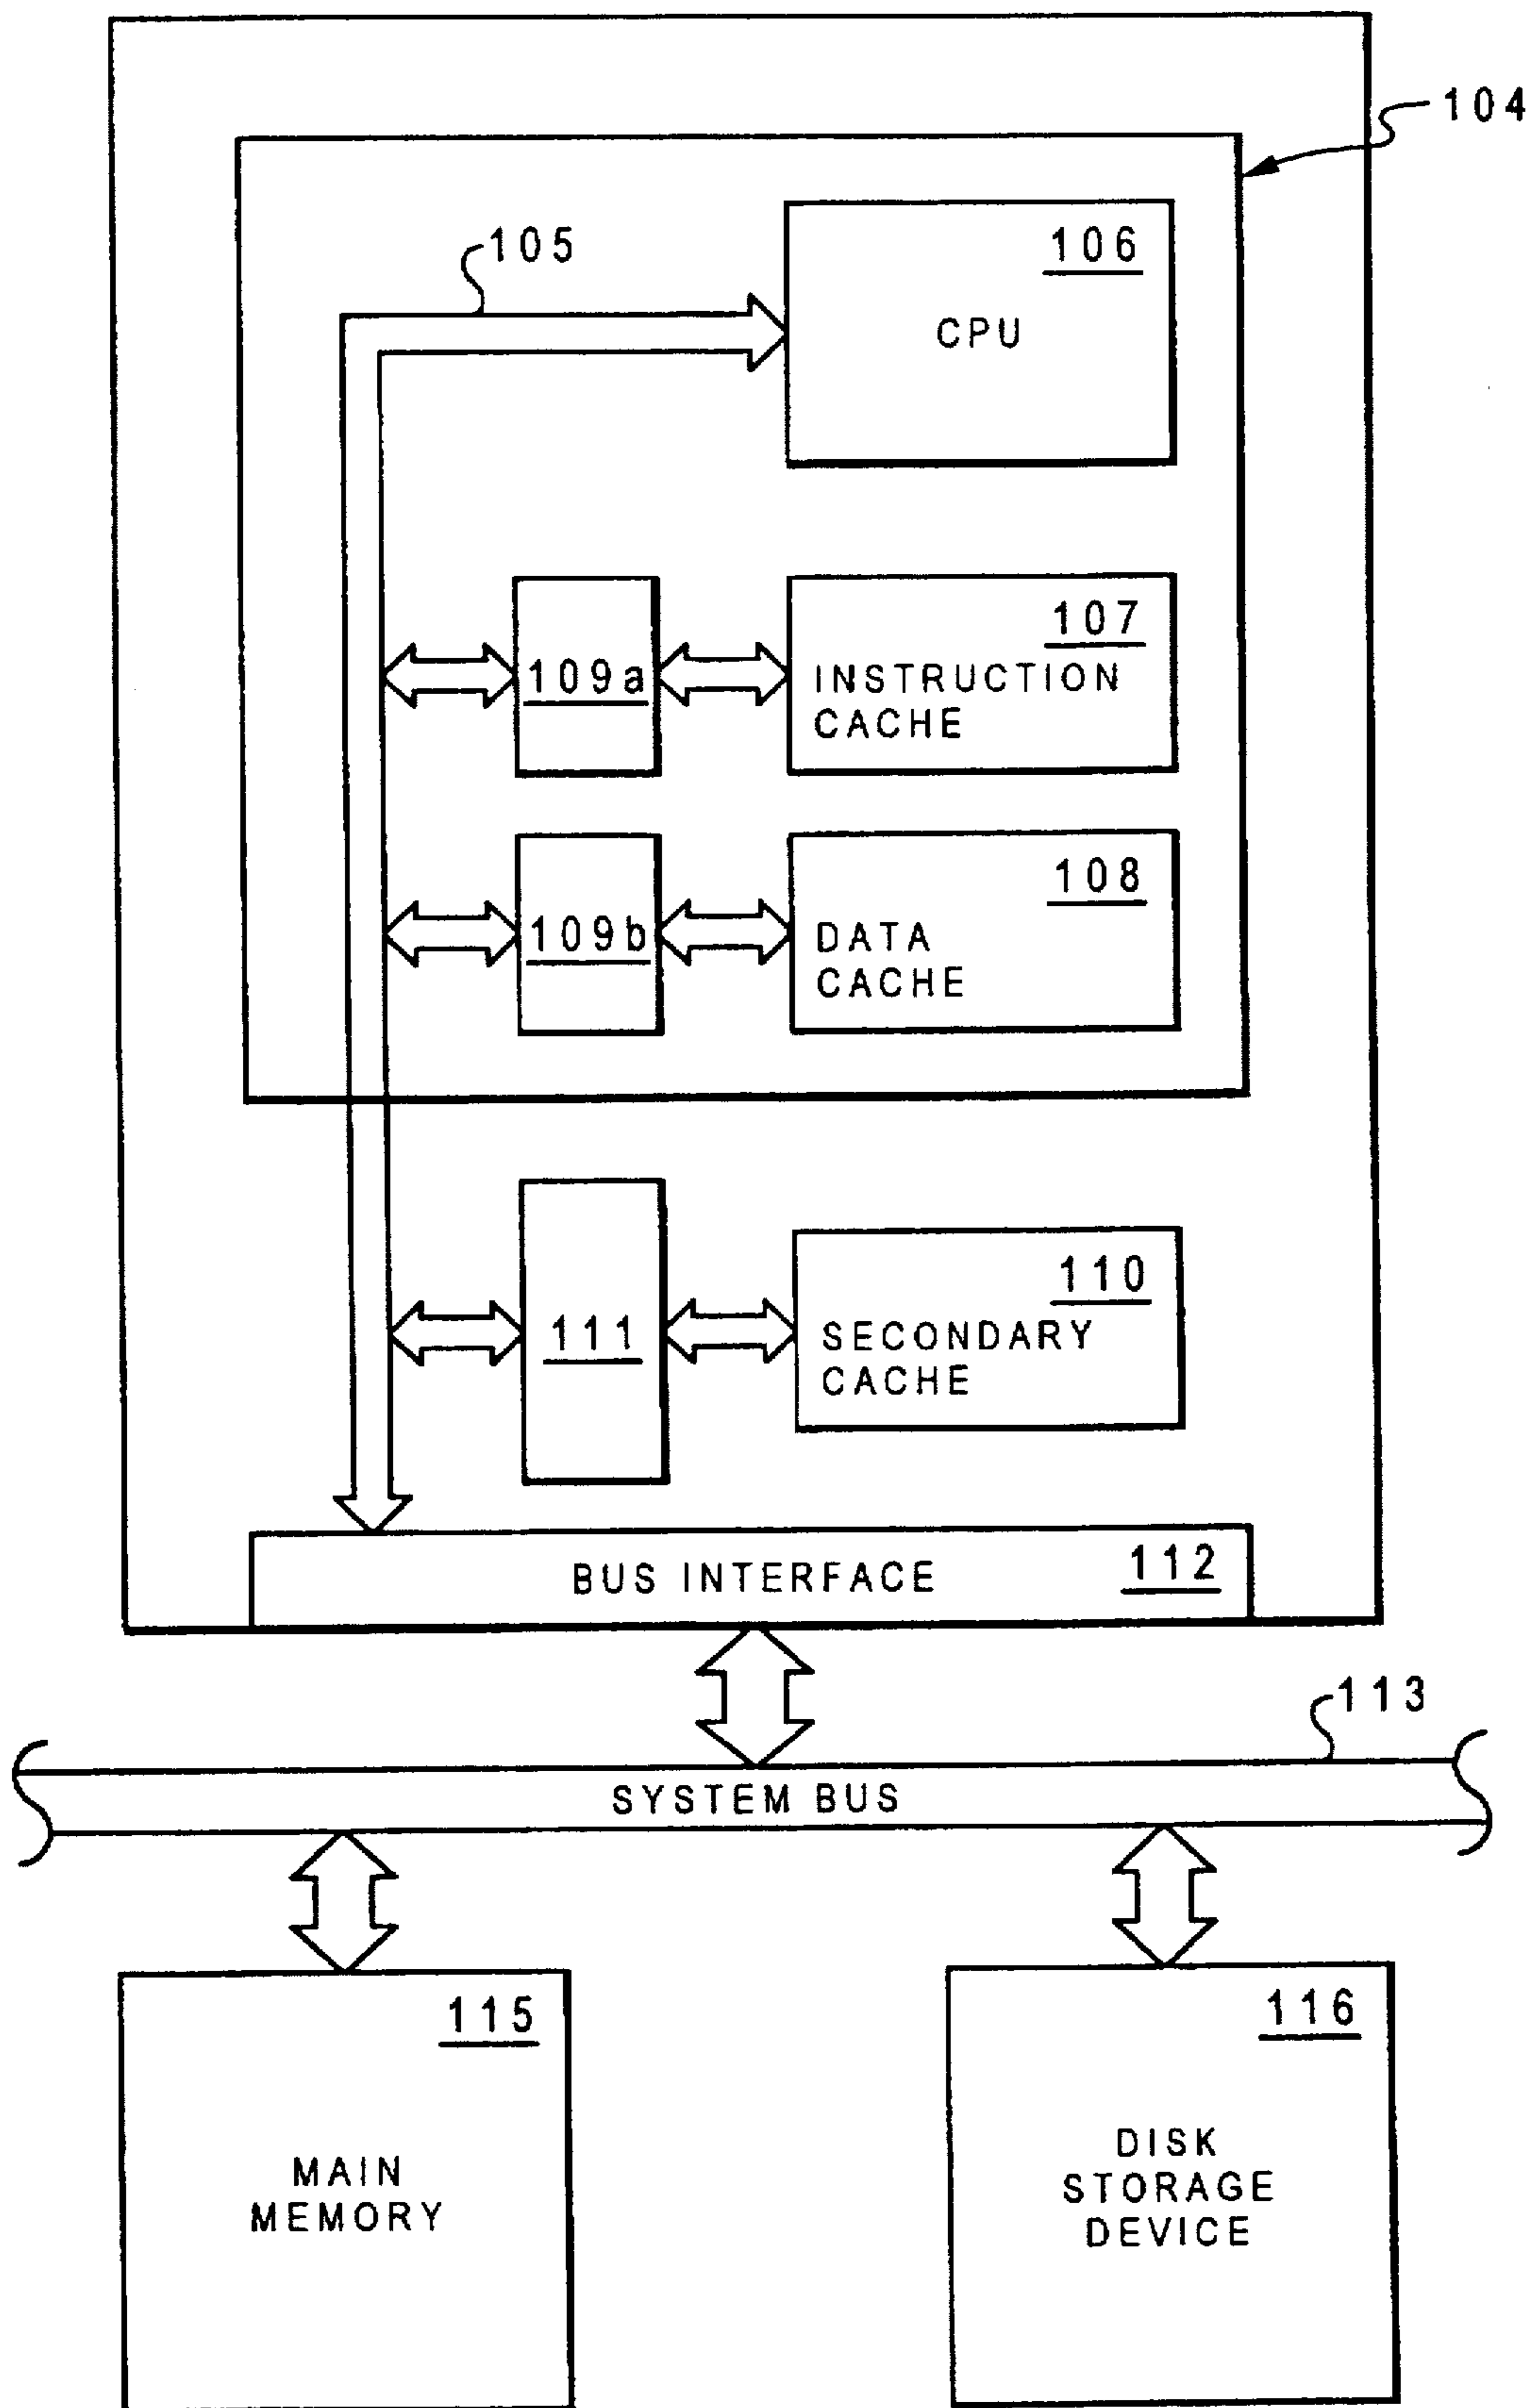 104
105
106
CPU
107
109a
INSTRUCTION
CACHE
108
109b
DATA
CACHE
110
111
SECONDARY
CACHE
BUS INTERFACE 112
113
SYSTEM BUS
115
116
MAIN
MEMORY
DISK
STORAGE
DEVICE